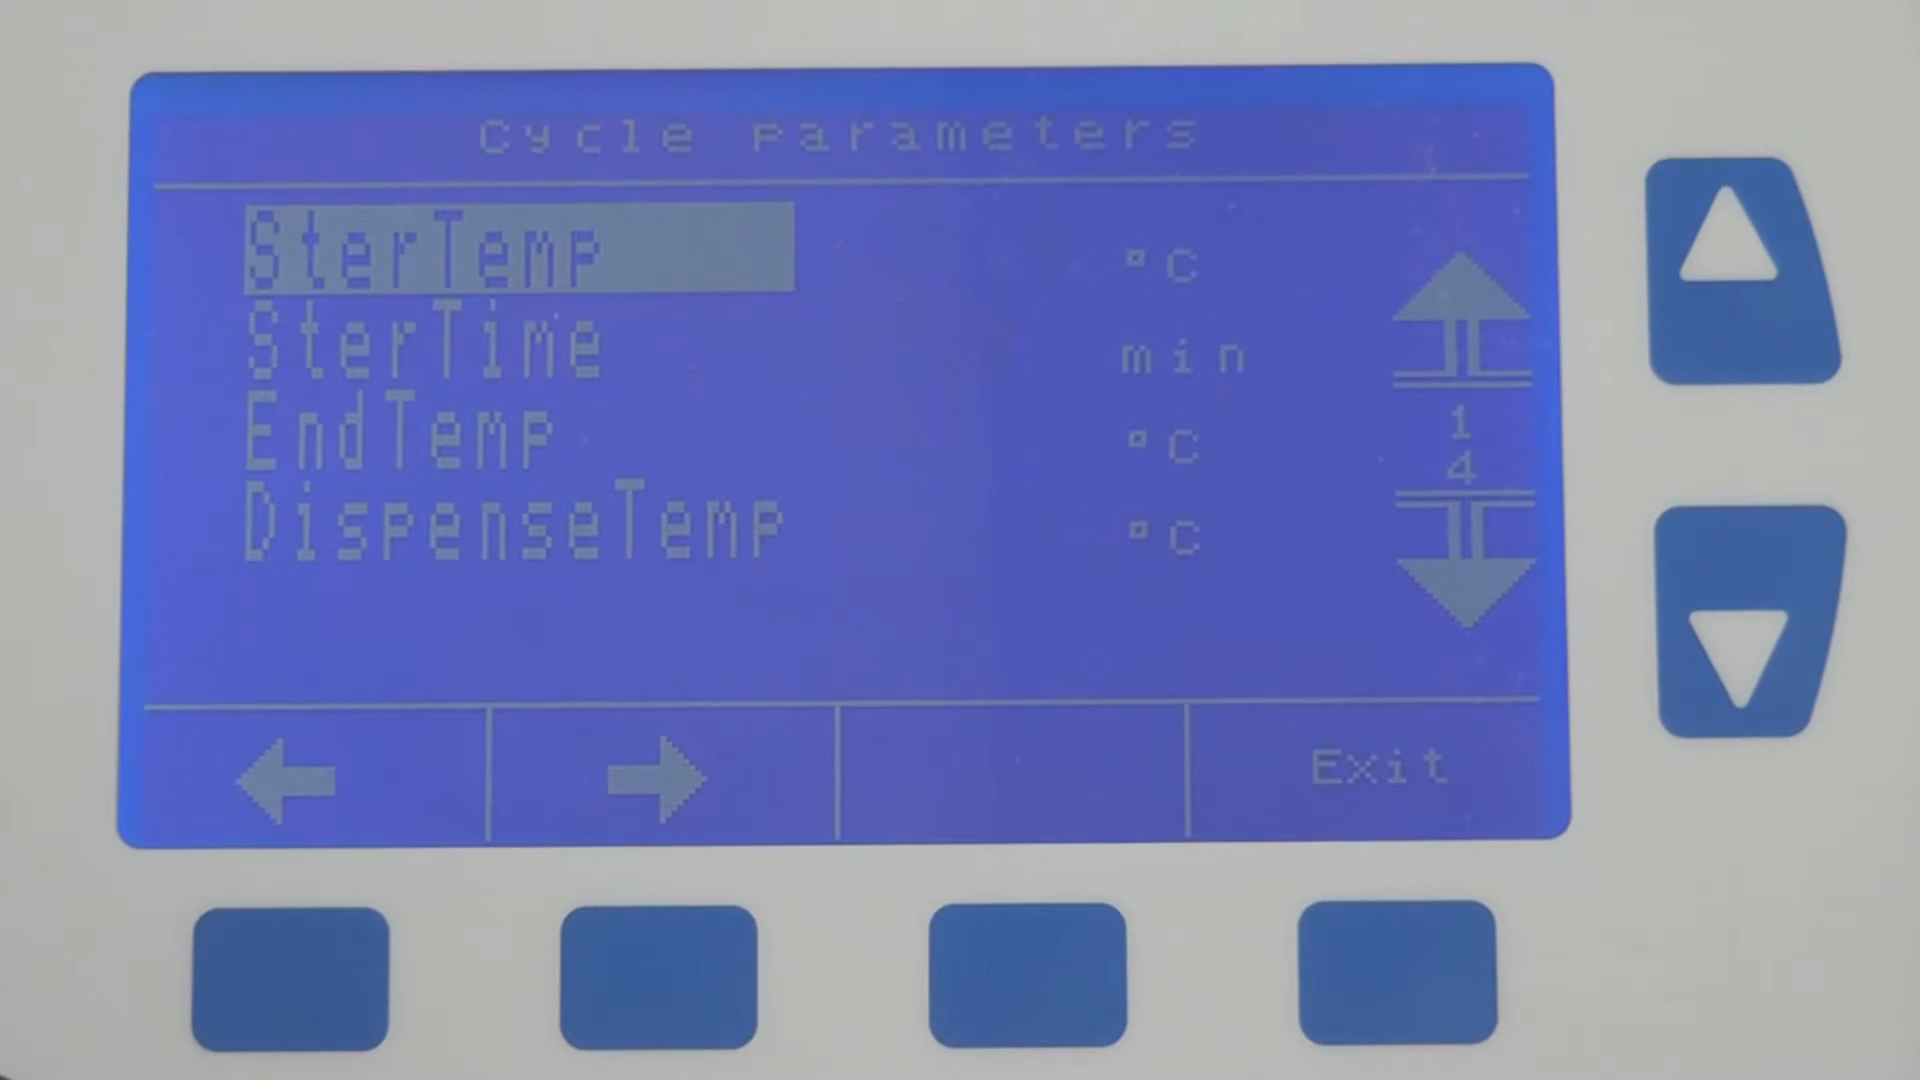 Cycle parameters
SterTemp °C
SterTime min
EndTemp °C
DispenseTemp °C
1
4
Exit